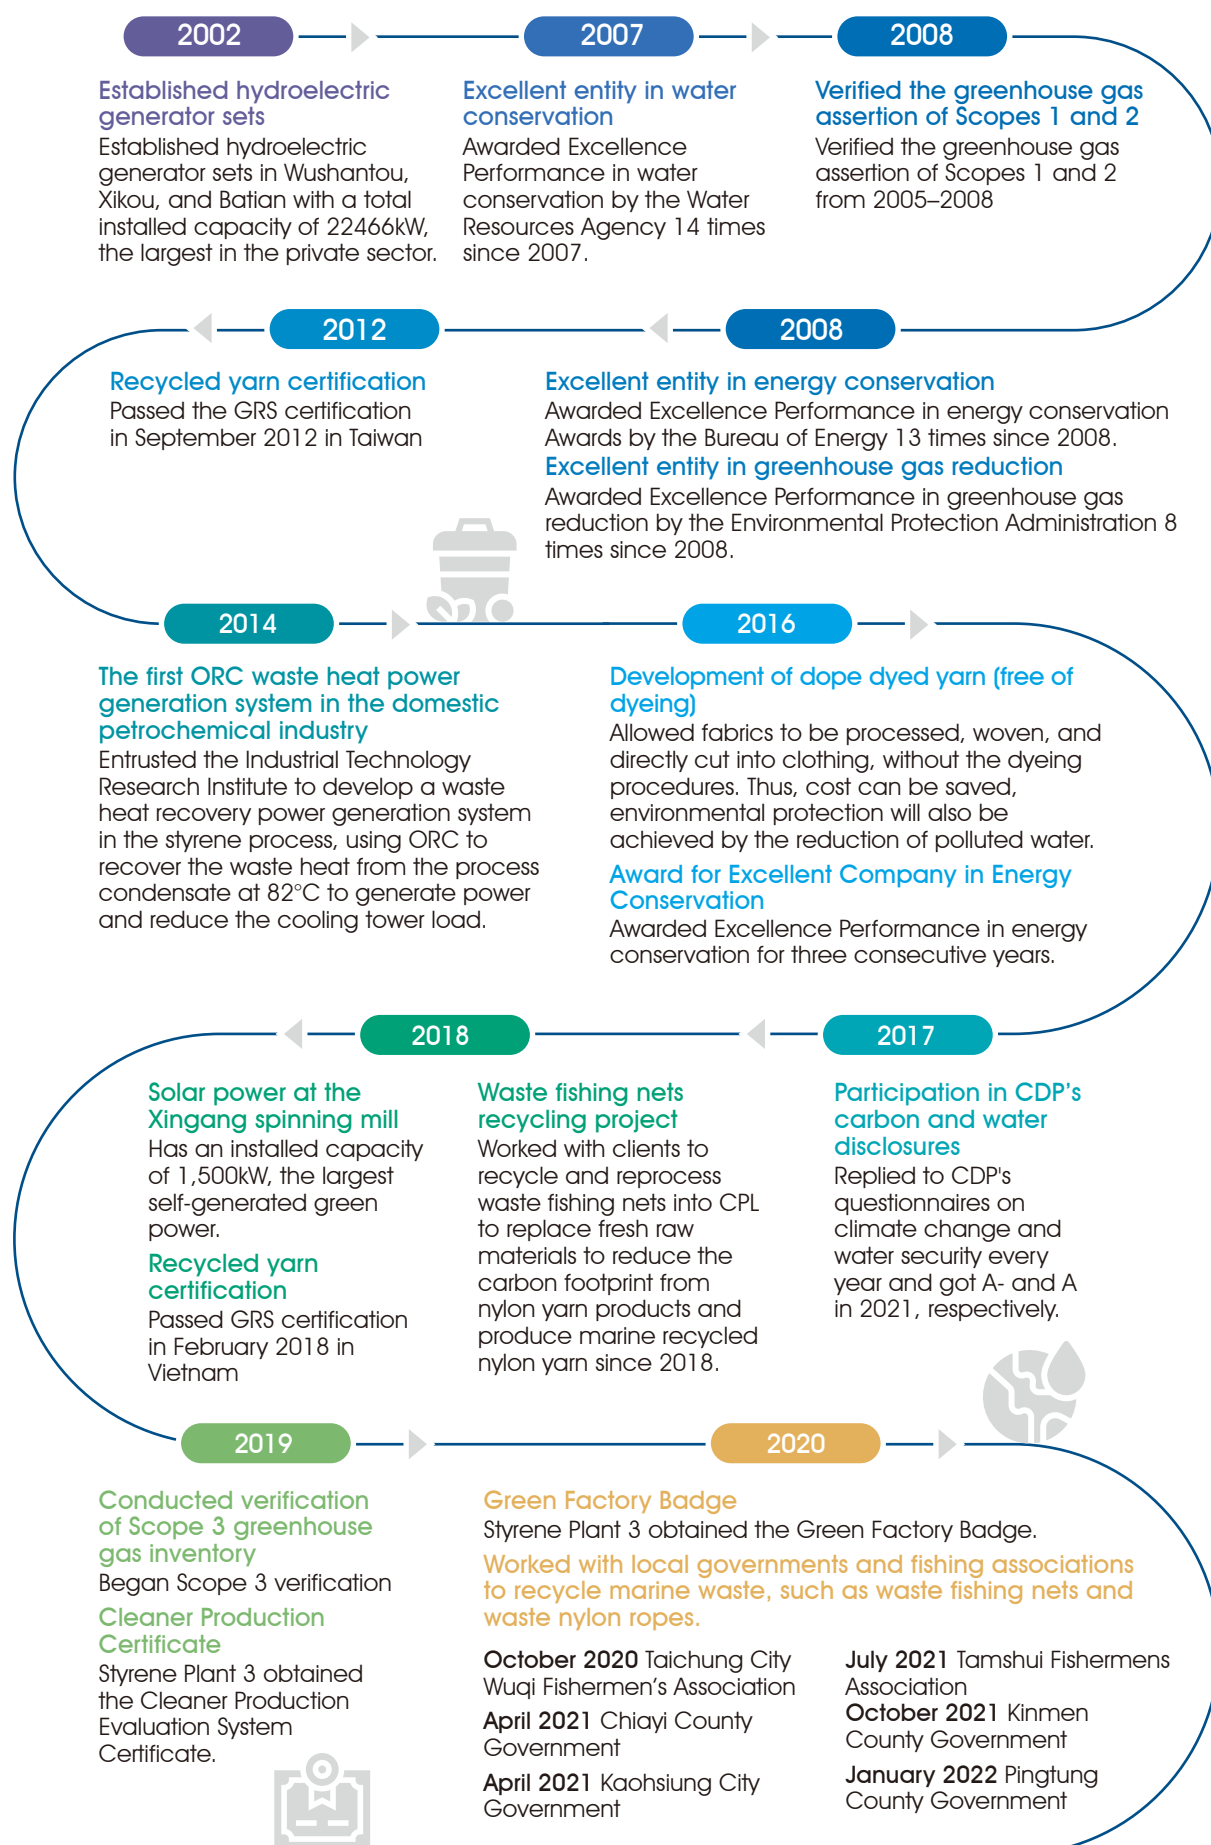 2002
Established hydroelectric
generator sets
Established hydroelectric
generator sets in Wushantou,
Xikou, and Batian with a total
installed capacity of 22466kW,
the largest in the private sector.
2007
Excellent entity in water
conservation
Awarded Excellence
Performance in water
conservation by the Water
Resources Agency 14 times
since 2007.
2008
Verified the greenhouse gas
assertion of Scopes 1 and 2
Verified the greenhouse gas
assertion of Scopes 1 and 2
from 2005–2008
2008
Excellent entity in energy conservation
Awarded Excellence Performance in energy conservation
Awards by the Bureau of Energy 13 times since 2008.
Excellent entity in greenhouse gas reduction
Awarded Excellence Performance in greenhouse gas
reduction by the Environmental Protection Administration 8
times since 2008.
2012
Recycled yarn certification
Passed the GRS certification
in September 2012 in Taiwan
2014
The first ORC waste heat power
generation system in the domestic
petrochemical industry
Entrusted the Industrial Technology
Research Institute to develop a waste
heat recovery power generation system
in the styrene process, using ORC to
recover the waste heat from the process
condensate at 82°C to generate power
and reduce the cooling tower load.
2016
Development of dope dyed yarn (free of
dyeing)
Allowed fabrics to be processed, woven, and
directly cut into clothing, without the dyeing
procedures. Thus, cost can be saved,
environmental protection will also be
achieved by the reduction of polluted water.
Award for Excellent Company in Energy
Conservation
Awarded Excellence Performance in energy
conservation for three consecutive years.
2017
Participation in CDP’s
carbon and water
disclosures
Replied to CDP's
questionnaires on
climate change and
water security every
year and got A- and A
in 2021, respectively.
2018
Solar power at the
Xingang spinning mill
Has an installed capacity
of 1,500kW, the largest
self-generated green
power.
Recycled yarn
certification
Passed GRS certification
in February 2018 in
Vietnam
Waste fishing nets
recycling project
Worked with clients to
recycle and reprocess
waste fishing nets into CPL
to replace fresh raw
materials to reduce the
carbon footprint from
nylon yarn products and
produce marine recycled
nylon yarn since 2018.
2019
Conducted verification
of Scope 3 greenhouse
gas inventory
Began Scope 3 verification
Cleaner Production
Certificate
Styrene Plant 3 obtained
the Cleaner Production
Evaluation System
Certificate.
2020
Green Factory Badge
Styrene Plant 3 obtained the Green Factory Badge.
Worked with local governments and fishing associations
to recycle marine waste, such as waste fishing nets and
waste nylon ropes.
October 2020 Taichung City
Wuqi Fishermen’s Association
April 2021 Chiayi County
Government
April 2021 Kaohsiung City
Government
July 2021 Tamshui Fishermens
Association
October 2021 Kinmen
County Government
January 2022 Pingtung
County Government